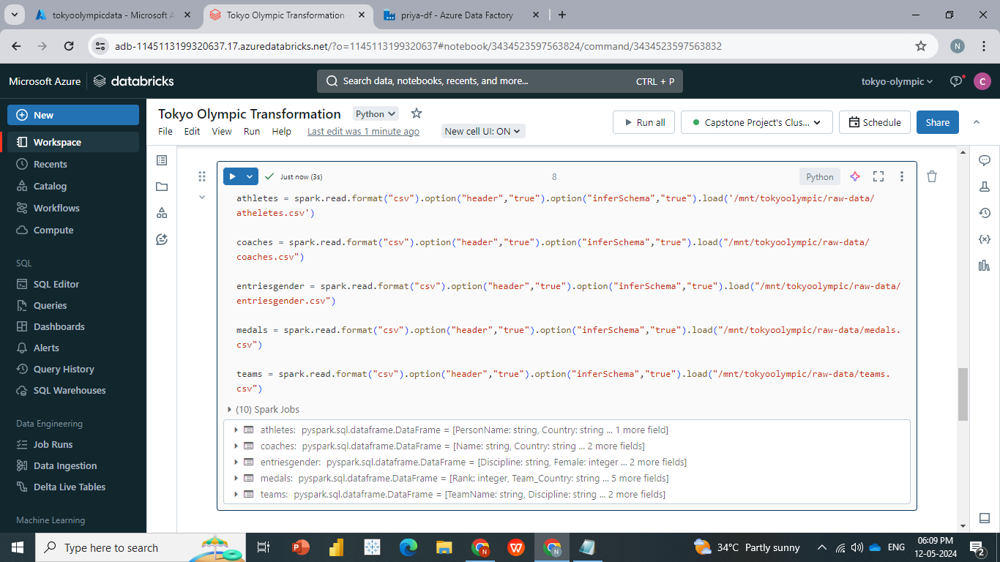 tokyoolympicdata - Microsoft A
Tokyo Olympic Transformation -
priya-df - Azure Data Factory
adb-1145113199320637.17.azuredatabricks.net/?o=1145113199320637#notebook/3434523597563824/command/3434523597563832
N
Microsoft Azure
databricks
Search data, notebooks, recents, and more...
CTRL + P
tokyo-olympic
C
New
Workspace
Recents
Catalog
Workflows
Compute
SQL
SQL Editor
Queries
Dashboards
Alerts
Query History
SQL Warehouses
Data Engineering
Job Runs
Data Ingestion
Delta Live Tables
Machine Learning
Tokyo Olympic Transformation
Python
File Edit View Run Help
Last edit was 1 minute ago
New cell UI: ON
Run all
Capstone Project's Clus...
Schedule
Share
Just now (3s)
8
Python
athletes = spark.read.format("csv").option("header","true").option("inferSchema","true").load('/mnt/tokyoolympic/raw-data/
atheletes.csv')
coaches = spark.read.format("csv").option("header","true").option("inferSchema","true").load("/mnt/tokyoolympic/raw-data/
coaches.csv")
entriesgender = spark.read.format("csv").option("header","true").option("inferSchema","true").load("/mnt/tokyoolympic/raw-data/
entriesgender.csv")
medals = spark.read.format("csv").option("header","true").option("inferSchema","true").load("/mnt/tokyoolympic/raw-data/medals.
csv")
teams = spark.read.format("csv").option("header","true").option("inferSchema","true").load("/mnt/tokyoolympic/raw-data/teams.
csv")
(10) Spark Jobs
athletes: pyspark.sql.dataframe.DataFrame = [PersonName: string, Country: string ... 1 more field]
coaches: pyspark.sql.dataframe.DataFrame = [Name: string, Country: string ... 2 more fields]
entriesgender: pyspark.sql.dataframe.DataFrame = [Discipline: string, Female: integer ... 2 more fields]
medals: pyspark.sql.dataframe.DataFrame = [Rank: integer, Team_Country: string ... 5 more fields]
teams: pyspark.sql.dataframe.DataFrame = [TeamName: string, Discipline: string ... 2 more fields]
Type here to search
34°C Partly sunny
ENG
06:09 PM
12-05-2024
2